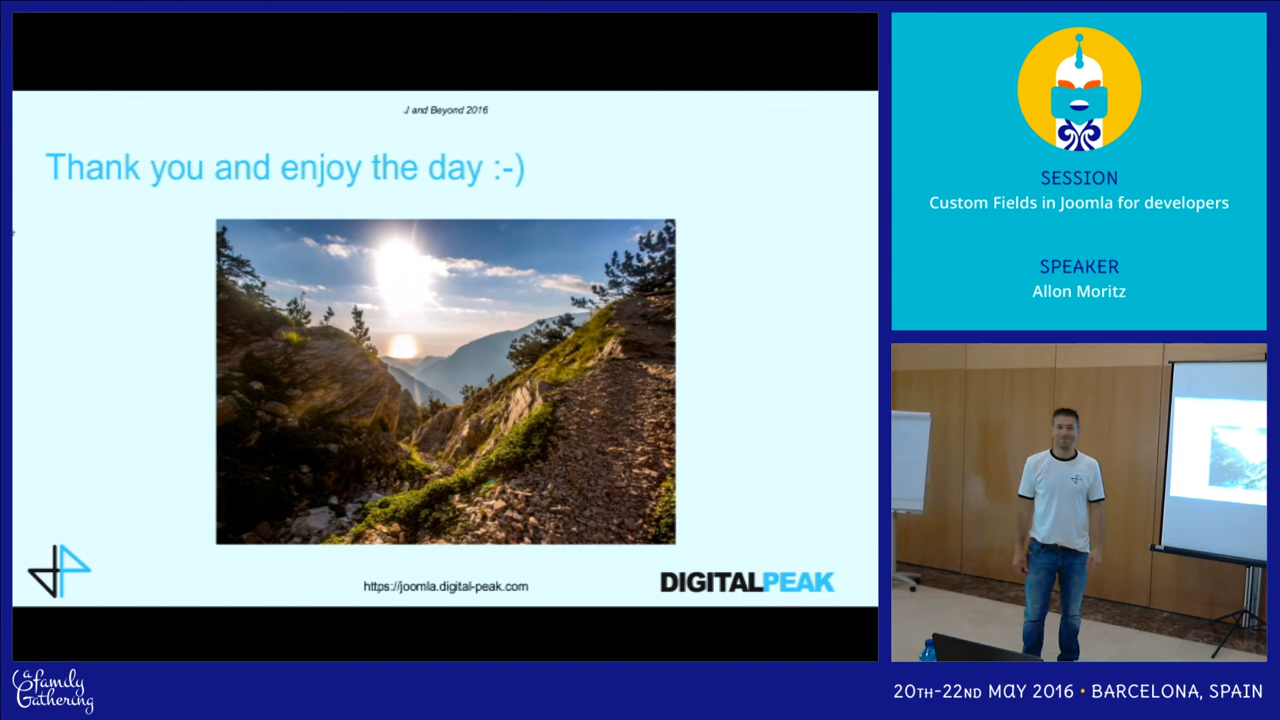 J and Beyond 2016
Thank you and enjoy the day :-)
https://joomla.digital-peak.com
DIGITALPEAK
SESSION
Custom Fields in Joomla for developers
SPEAKER
Allon Moritz
a family
Gathering
20TH-22ND MAY 2016 • BARCELONA, SPAIN